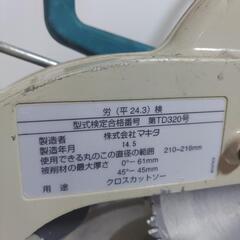 労（平 24.3）検
型式検定合格番号 第TD320号
製造者 株式会社マキタ
製造年月 14.5
使用できる丸のこの直径の範囲 210-216mm
被削材の最大厚さ 0°－61mm
45°－45mm
用途 クロスカットソー